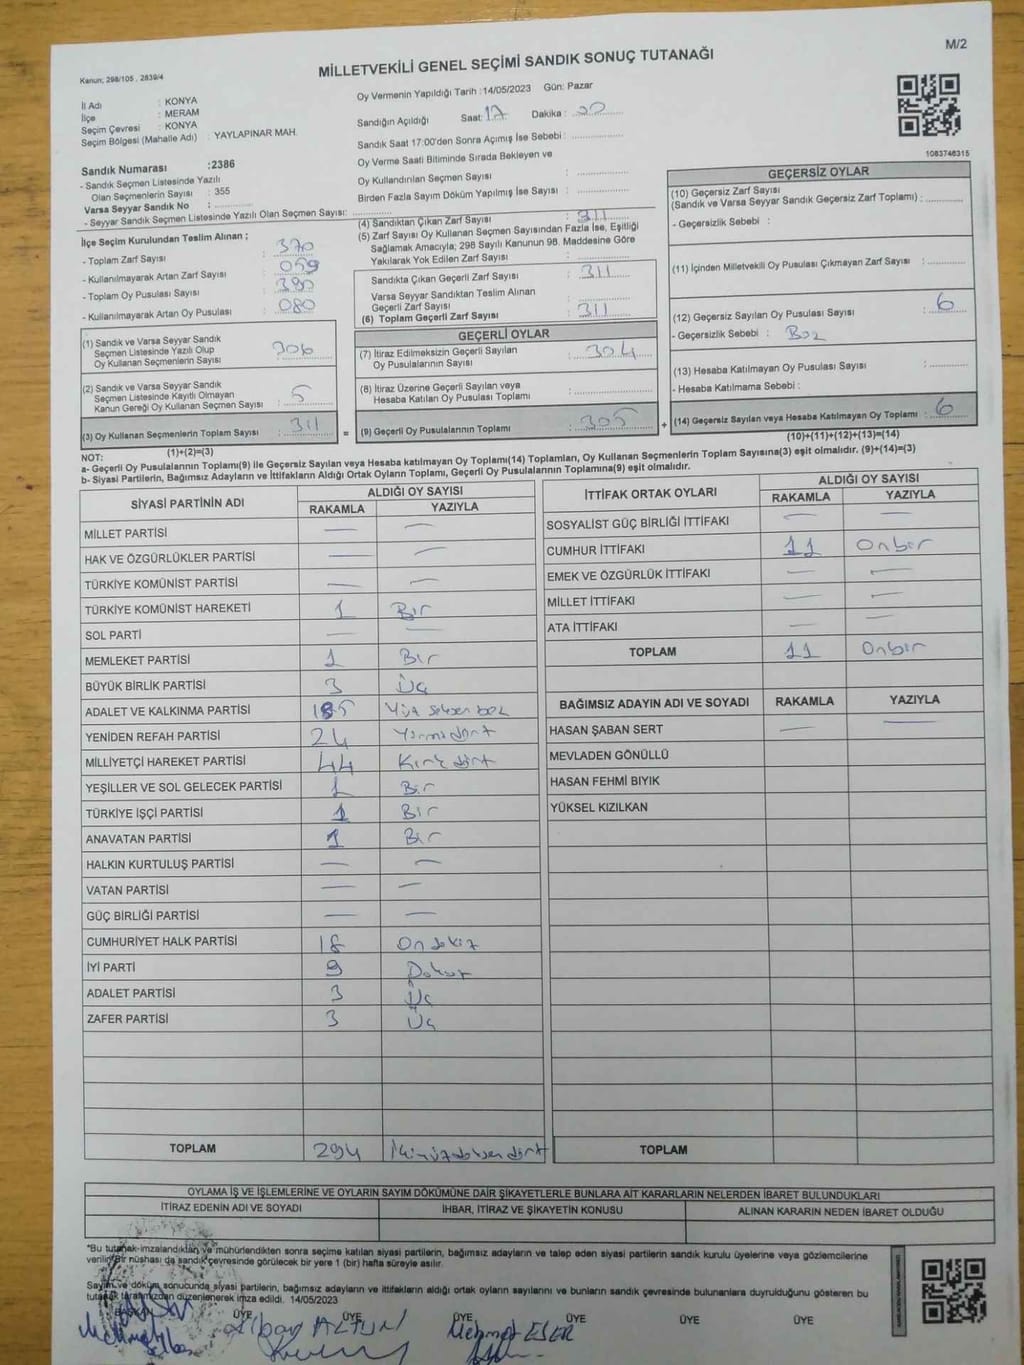 M/2
Kanun; 298/105 , 2839/4
MİLLETVEKİLİ GENEL SEÇİMİ SANDIK SONUÇ TUTANAĞI
İl Adı : KONYA
İlçe : MERAM
Seçim Çevresi : KONYA
Seçim Bölgesi (Mahalle Adı) : YAYLAPINAR MAH.
Sandık Numarası :2386
- Sandık Seçmen Listesinde Yazılı
Olan Seçmenlerin Sayısı : 355
Varsa Seyyar Sandık No :
- Seyyar Sandık Seçmen Listesinde Yazılı Olan Seçmen Sayısı:
Oy Vermenin Yapıldığı Tarih :14/05/2023 Gün: Pazar
Sandığın Açıldığı Saat: 17 Dakika : 20
Sandık Saat 17:00'den Sonra Açımış İse Sebebi :
Oy Verme Saati Bitiminde Sırada Bekleyen ve
Oy Kullandırılan Seçmen Sayısı :
Birden Fazla Sayım Döküm Yapılmış İse Sayısı :
1083746315
İlçe Seçim Kurulundan Teslim Alınan ;
- Toplam Zarf Sayısı : 370
- Kullanılmayarak Artan Zarf Sayısı : 059
- Toplam Oy Pusulası Sayısı : 390
- Kullanılmayarak Artan Oy Pusulası : 080
(1) Sandık ve Varsa Seyyar Sandık
Seçmen Listesinde Yazılı Olup
Oy Kullanan Seçmenlerin Sayısı : 306
(2) Sandık ve Varsa Seyyar Sandık
Seçmen Listesinde Kayıtlı Olmayan
Kanun Gereği Oy Kullanan Seçmen Sayısı : 5
(3) Oy Kullanan Seçmenlerin Toplam Sayısı : 311
(1)+(2)=(3)
(4) Sandıktan Çıkan Zarf Sayısı : 311
(5) Zarf Sayısı Oy Kullanan Seçmen Sayısından Fazla İse, Eşitliği
Sağlamak Amacıyla; 298 Sayılı Kanunun 98. Maddesine Göre
Yakılarak Yok Edilen Zarf Sayısı :
Sandıkta Çıkan Geçerli Zarf Sayısı : 311
Varsa Seyyar Sandıktan Teslim Alınan
Geçerli Zarf Sayısı :
(6) Toplam Geçerli Zarf Sayısı : 311
GEÇERLİ OYLAR
(7) İtiraz Edilmeksizin Geçerli Sayılan
Oy Pusulalarının Sayısı : 304
(8) İtiraz Üzerine Geçerli Sayılan veya
Hesaba Katılan Oy Pusulası Toplamı :
= (9) Geçerli Oy Pusulalarının Toplamı : 305
GEÇERSİZ OYLAR
(10) Geçersiz Zarf Sayısı
(Sandık ve Varsa Seyyar Sandık Geçersiz Zarf Toplamı) :
- Geçersizlik Sebebi :
(11) İçinden Milletvekili Oy Pusulası Çıkmayan Zarf Sayısı :
(12) Geçersiz Sayılan Oy Pusulası Sayısı : 6
- Geçersizlik Sebebi :
(13) Hesaba Katılmayan Oy Pusulası Sayısı :
- Hesaba Katılmama Sebebi :
+ (14) Geçersiz Sayılan veya Hesaba Katılmayan Oy Toplamı : 6
(10)+(11)+(12)+(13)=(14)
NOT:
a- Geçerli Oy Pusulalarının Toplamı(9) ile Geçersiz Sayılan veya Hesaba katılmayan Oy Toplamı(14) Toplamları, Oy Kullanan Seçmenlerin Toplam Sayısına(3) eşit olmalıdır. (9)+(14)=(3)
b- Siyasi Partilerin, Bağımsız Adayların ve İttifakların Aldığı Ortak Oyların Toplamı, Geçerli Oy Pusulalarının Toplamına(9) eşit olmalıdır.
SİYASİ PARTİNİN ADI ALDIĞI OY SAYISI
RAKAMLA YAZIYLA
MİLLET PARTİSİ — —
HAK VE ÖZGÜRLÜKLER PARTİSİ — —
TÜRKİYE KOMÜNİST PARTİSİ — —
TÜRKİYE KOMÜNİST HAREKETİ 1 Bir
SOL PARTİ — —
MEMLEKET PARTİSİ 1 Bir
BÜYÜK BİRLİK PARTİSİ 3 Üç
ADALET VE KALKINMA PARTİSİ 185 Yüz seksen beş
YENİDEN REFAH PARTİSİ 24 Yirmi dört
MİLLİYETÇİ HAREKET PARTİSİ 44 Kırk dört
YEŞİLLER VE SOL GELECEK PARTİSİ 1 Bir
TÜRKİYE İŞÇİ PARTİSİ 1 Bir
ANAVATAN PARTİSİ 1 Bir
HALKIN KURTULUŞ PARTİSİ — —
VATAN PARTİSİ — —
GÜÇ BİRLİĞİ PARTİSİ — —
CUMHURİYET HALK PARTİSİ 18 On sekiz
İYİ PARTİ 9 Dokuz
ADALET PARTİSİ 3 Üç
ZAFER PARTİSİ 3 Üç
TOPLAM 294
İTTİFAK ORTAK OYLARI ALDIĞI OY SAYISI
RAKAMLA YAZIYLA
SOSYALİST GÜÇ BİRLİĞİ İTTİFAKI — —
CUMHUR İTTİFAKI 11 Onbir
EMEK VE ÖZGÜRLÜK İTTİFAKI — —
MİLLET İTTİFAKI — —
ATA İTTİFAKI — —
TOPLAM 11 Onbir
BAĞIMSIZ ADAYIN ADI VE SOYADI RAKAMLA YAZIYLA
HASAN ŞABAN SERT — —
MEVLADEN GÖNÜLLÜ
HASAN FEHMİ BIYIK
YÜKSEL KIZILKAN
TOPLAM
OYLAMA İŞ VE İŞLEMLERİNE VE OYLARIN SAYIM DÖKÜMÜNE DAİR ŞİKAYETLERLE BUNLARA AİT KARARLARIN NELERDEN İBARET BULUNDUKLARI
İTİRAZ EDENİN ADI VE SOYADI İHBAR, İTİRAZ VE ŞİKAYETİN KONUSU ALINAN KARARIN NEDEN İBARET OLDUĞU
*Bu tutanak-imzalandıktan ve mühürlendikten sonra seçime katılan siyasi partilerin, bağımsız adayların ve talep eden siyasi partilerin sandık kurulu üyelerine veya gözlemcilerine
verilir. Bir nüshası da sandık çevresinde görülecek bir yere 1 (bir) hafta süreyle asılır.
Sayım ve döküm sonucunda siyasi partilerin, bağımsız adayların ve ittifakların aldığı ortak oyların sayılarını ve sandık çevresinde bulunanlara duyrulduğunu gösteren bu
tutanak tarafımızdan düzenlenerek imza edildi. 14/05/2023
BAŞKAN ÜYE ÜYE ÜYE ÜYE ÜYE
ALTUN
Mehmet ESER